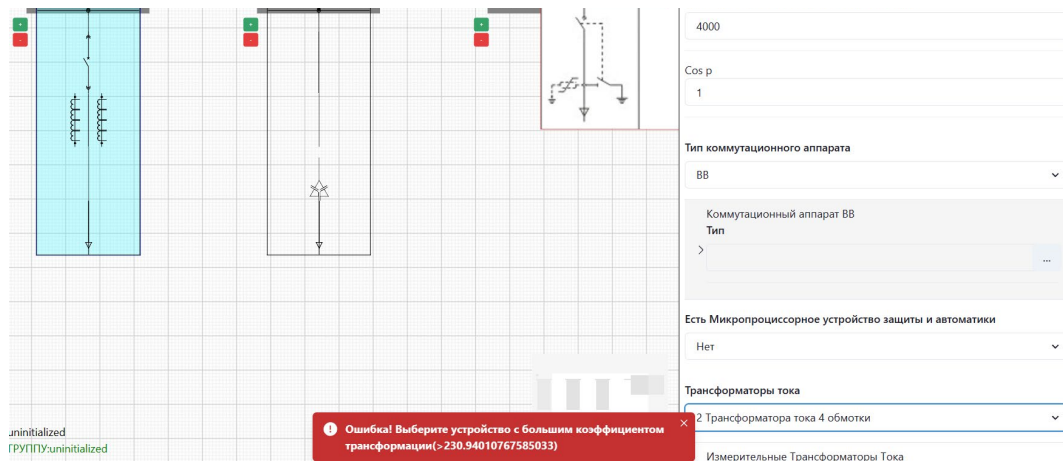 4000
Cos p
1
Тип коммутационного аппарата
ВВ
Коммутационный аппарат ВВ
Тип
...
Есть Микропроциссорное устройство защиты и автоматики
Нет
Трансформаторы тока
2 Трансформатора тока 4 обмотки
Измерительные Трансформаторы Тока
uninitialized
ГРУППУ:uninitialized
Ошибка! Выберите устройство с большим коэффициентом
трансформации(>230.94010767585033)